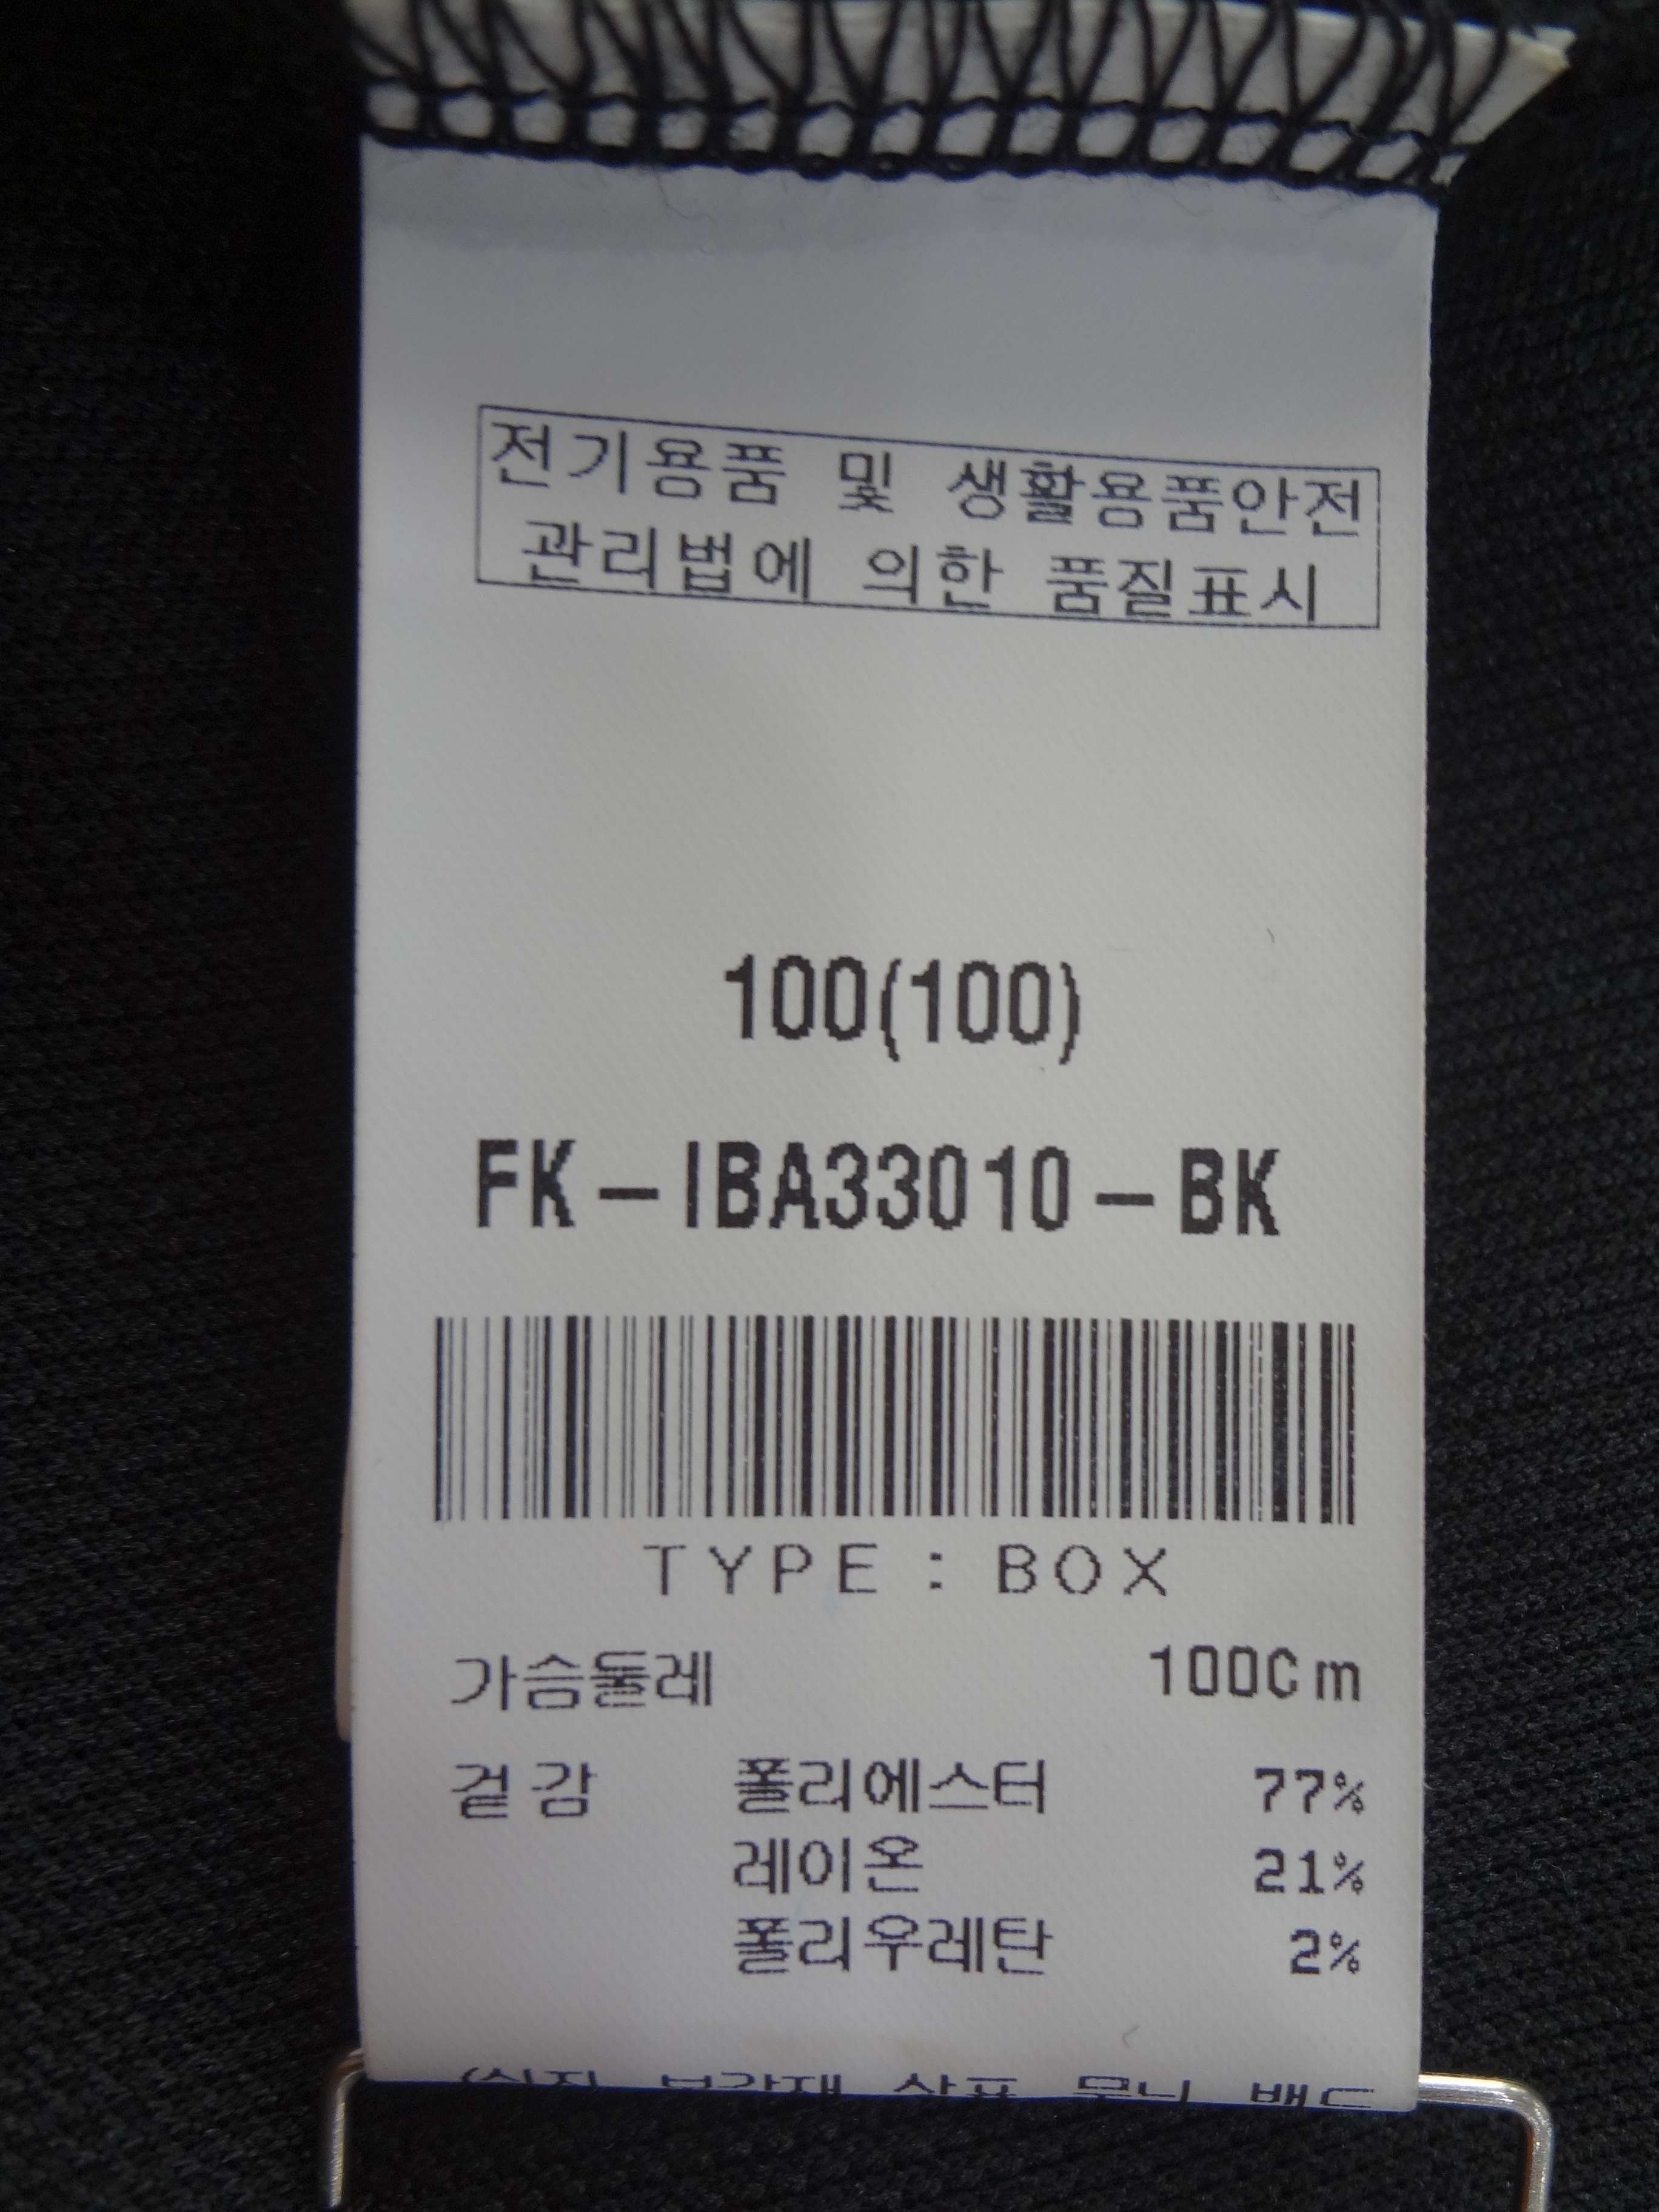 전기용품 및 생활용품안전
관리법에 의한 품질표시
100(100)
FK-IBA33010-BK
TYPE : BOX
가슴둘레 100Cm
겉감 폴리에스터 77%
레이온 21%
폴리우레탄 2%